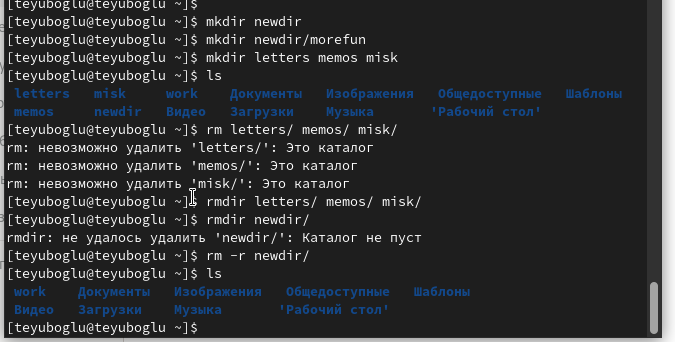 [teyuboglu@teyuboglu ~]$
[teyuboglu@teyuboglu ~]$ mkdir newdir
[teyuboglu@teyuboglu ~]$ mkdir newdir/morefun
[teyuboglu@teyuboglu ~]$ mkdir letters memos misk
[teyuboglu@teyuboglu ~]$ ls
letters misk work Документы Изображения Общедоступные Шаблоны
memos newdir Видео Загрузки Музыка 'Рабочий стол'
[teyuboglu@teyuboglu ~]$ rm letters/ memos/ misk/
rm: невозможно удалить 'letters/': Это каталог
rm: невозможно удалить 'memos/': Это каталог
rm: невозможно удалить 'misk/': Это каталог
[teyuboglu@teyuboglu ~]$ rmdir letters/ memos/ misk/
[teyuboglu@teyuboglu ~]$ rmdir newdir/
rmdir: не удалось удалить 'newdir/': Каталог не пуст
[teyuboglu@teyuboglu ~]$ rm -r newdir/
[teyuboglu@teyuboglu ~]$ ls
work Документы Изображения Общедоступные Шаблоны
Видео Загрузки Музыка 'Рабочий стол'
[teyuboglu@teyuboglu ~]$